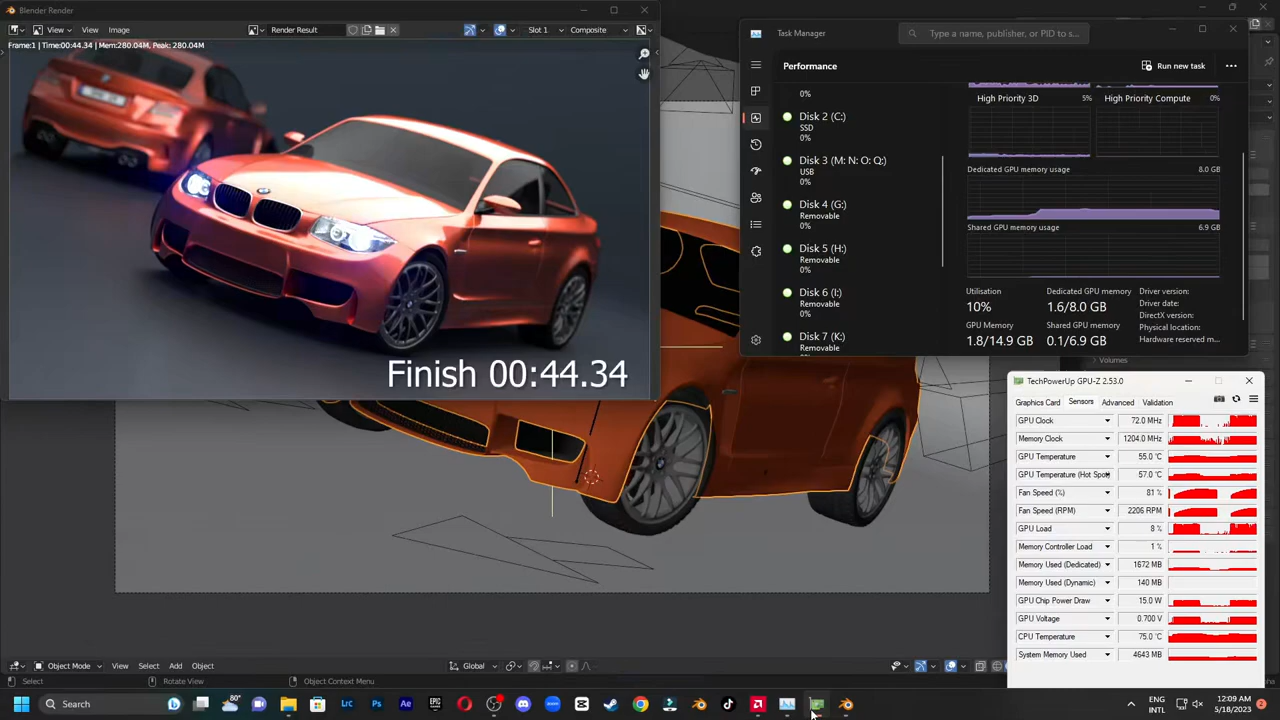 Blender Render
View View Image Render Result Slot 1 Composite
Frame:1 | Time:00:44.34 | Mem:280.04M, Peak: 280.04M
Finish 00:44.34
Task Manager
Type a name, publisher, or PID to s...
Performance
Run new task
0%
Disk 2 (C:)
SSD
0%
Disk 3 (M: N: O: Q:)
USB
0%
Disk 4 (G:)
Removable
0%
Disk 5 (H:)
Removable
0%
Disk 6 (I:)
Removable
0%
Disk 7 (K:)
High Priority 3D 5% High Priority Compute 0%
Dedicated GPU memory usage 8.0 GB
Shared GPU memory usage 6.9 GB
Utilisation
10%
Dedicated GPU memory
1.6/8.0 GB
GPU Memory
1.8/14.9 GB
Shared GPU memory
0.1/6.9 GB
Driver version:
Driver date:
DirectX version:
Physical location:
Hardware reserved m...
Volumes
TechPowerUp GPU-Z 2.53.0
Graphics Card Sensors Advanced Validation
GPU Clock 72.0 MHz
Memory Clock 1204.0 MHz
GPU Temperature 55.0 °C
GPU Temperature (Hot Spot) 57.0 °C
Fan Speed (%) 81 %
Fan Speed (RPM) 2206 RPM
GPU Load 8 %
Memory Controller Load 1 %
Memory Used (Dedicated) 1672 MB
Memory Used (Dynamic) 140 MB
GPU Chip Power Draw 15.0 W
GPU Voltage 0.700 V
CPU Temperature 75.0 °C
System Memory Used 4643 MB
Object Mode View Select Add Object Global
Select Rotate View Object Context Menu
Search 80° Lrc Ps Ae EPIC ENG 12:09 AM
INTL 5/18/2023 2